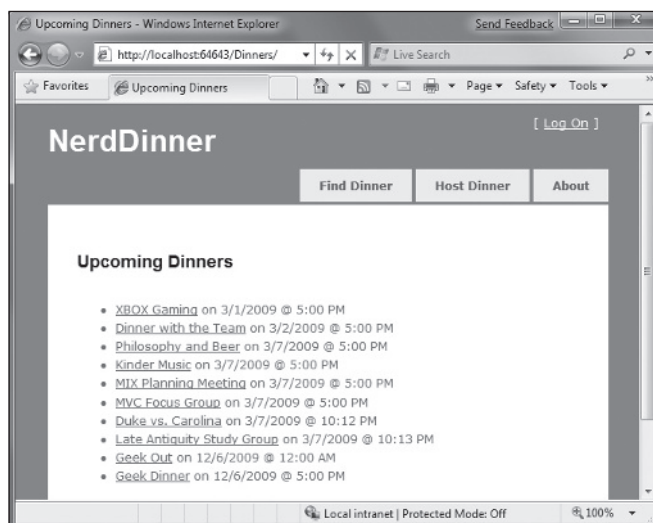 Upcoming Dinners - Windows Internet Explorer
Send Feedback
http://localhost:64643/Dinners/
Live Search
Favorites
Upcoming Dinners
Page
Safety
Tools
[ Log On ]
NerdDinner
Find Dinner
Host Dinner
About
Upcoming Dinners
• XBOX Gaming on 3/1/2009 @ 5:00 PM
• Dinner with the Team on 3/2/2009 @ 5:00 PM
• Philosophy and Beer on 3/7/2009 @ 5:00 PM
• Kinder Music on 3/7/2009 @ 5:00 PM
• MIX Planning Meeting on 3/7/2009 @ 5:00 PM
• MVC Focus Group on 3/7/2009 @ 5:00 PM
• Duke vs. Carolina on 3/7/2009 @ 10:12 PM
• Late Antiquity Study Group on 3/7/2009 @ 10:13 PM
• Geek Out on 12/6/2009 @ 12:00 AM
• Geek Dinner on 12/6/2009 @ 5:00 PM
Local intranet | Protected Mode: Off
100%